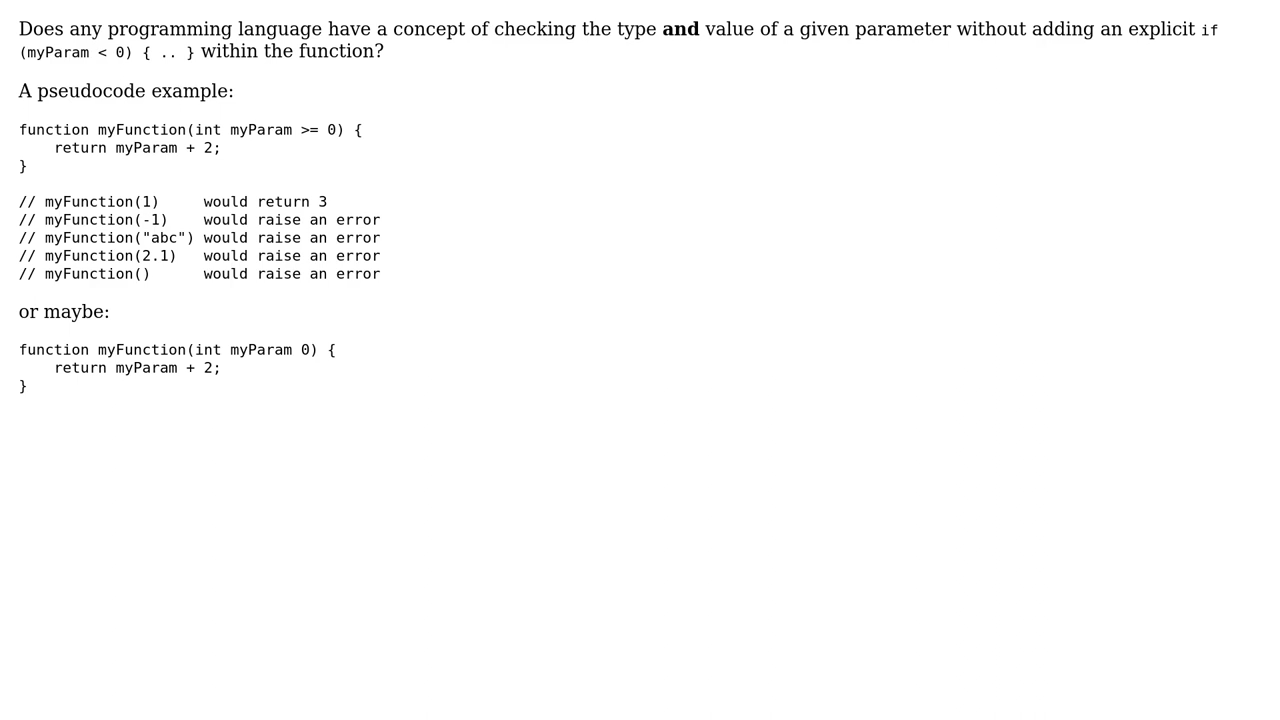 Does any programming language have a concept of checking the type and value of a given parameter without adding an explicit if
(myParam < 0) { .. } within the function?
A pseudocode example:
function myFunction(int myParam >= 0) {
    return myParam + 2;
}
// myFunction(1)     would return 3
// myFunction(-1)    would raise an error
// myFunction("abc") would raise an error
// myFunction(2.1)   would raise an error
// myFunction()      would raise an error
or maybe:
function myFunction(int myParam 0) {
    return myParam + 2;
}